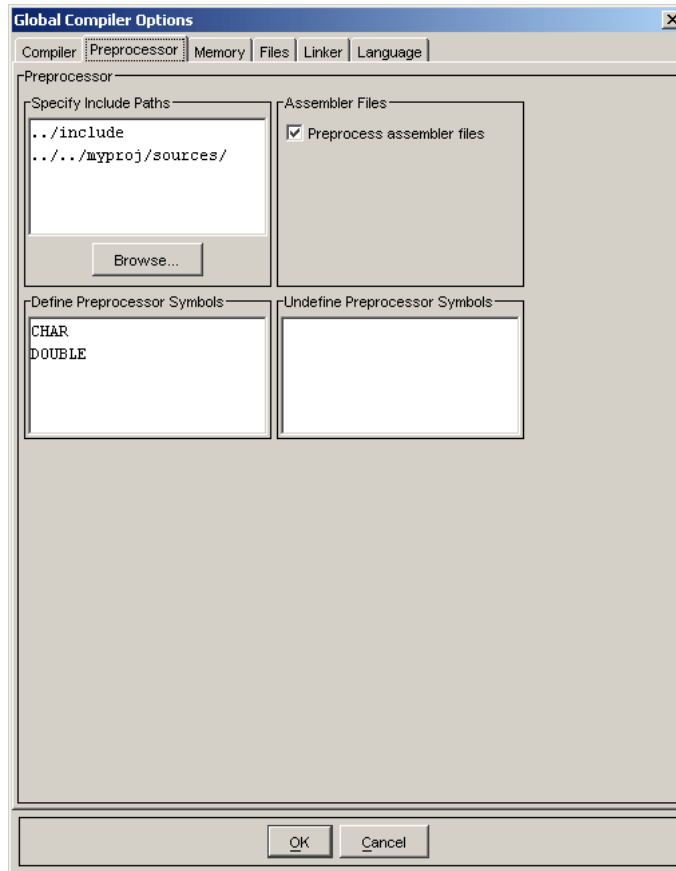 Global Compiler Options
Compiler Preprocessor Memory Files Linker Language
Preprocessor
Specify Include Paths
../include
../../myproj/sources/
Browse...
Assembler Files
Preprocess assembler files
Define Preprocessor Symbols
CHAR
DOUBLE
Undefine Preprocessor Symbols
OK Cancel